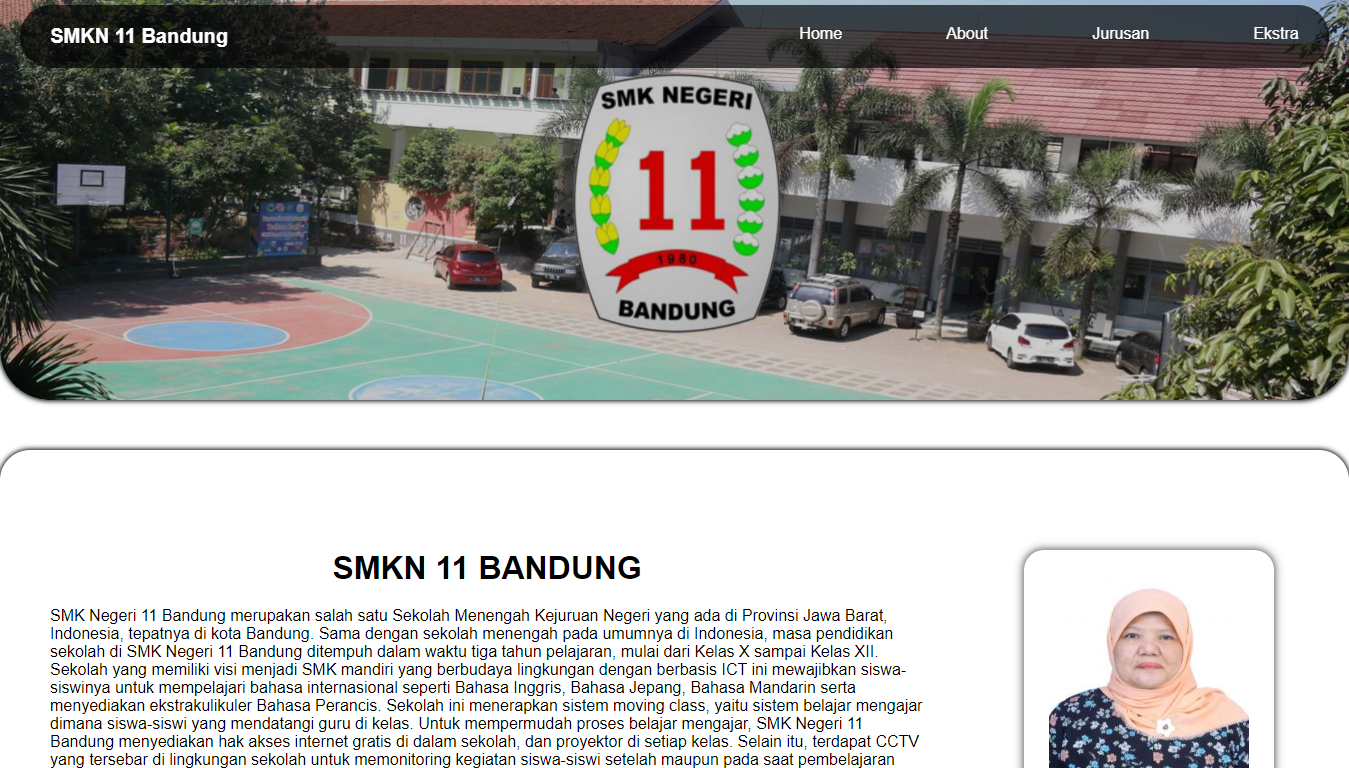 SMKN 11 Bandung
Home
About
Jurusan
Ekstra
SMK NEGERI
11
1980
BANDUNG
SMKN 11 BANDUNG
SMK Negeri 11 Bandung merupakan salah satu Sekolah Menengah Kejuruan Negeri yang ada di Provinsi Jawa Barat,
Indonesia, tepatnya di kota Bandung. Sama dengan sekolah menengah pada umumnya di Indonesia, masa pendidikan
sekolah di SMK Negeri 11 Bandung ditempuh dalam waktu tiga tahun pelajaran, mulai dari Kelas X sampai Kelas XII.
Sekolah yang memiliki visi menjadi SMK mandiri yang berbudaya lingkungan dengan berbasis ICT ini mewajibkan siswa-
siswinya untuk mempelajari bahasa internasional seperti Bahasa Inggris, Bahasa Jepang, Bahasa Mandarin serta
menyediakan ekstrakulikuler Bahasa Perancis. Sekolah ini menerapkan sistem moving class, yaitu sistem belajar mengajar
dimana siswa-siswi yang mendatangi guru di kelas. Untuk mempermudah proses belajar mengajar, SMK Negeri 11
Bandung menyediakan hak akses internet gratis di dalam sekolah, dan proyektor di setiap kelas. Selain itu, terdapat CCTV
yang tersebar di lingkungan sekolah untuk memonitoring kegiatan siswa-siswi setelah maupun pada saat pembelajaran